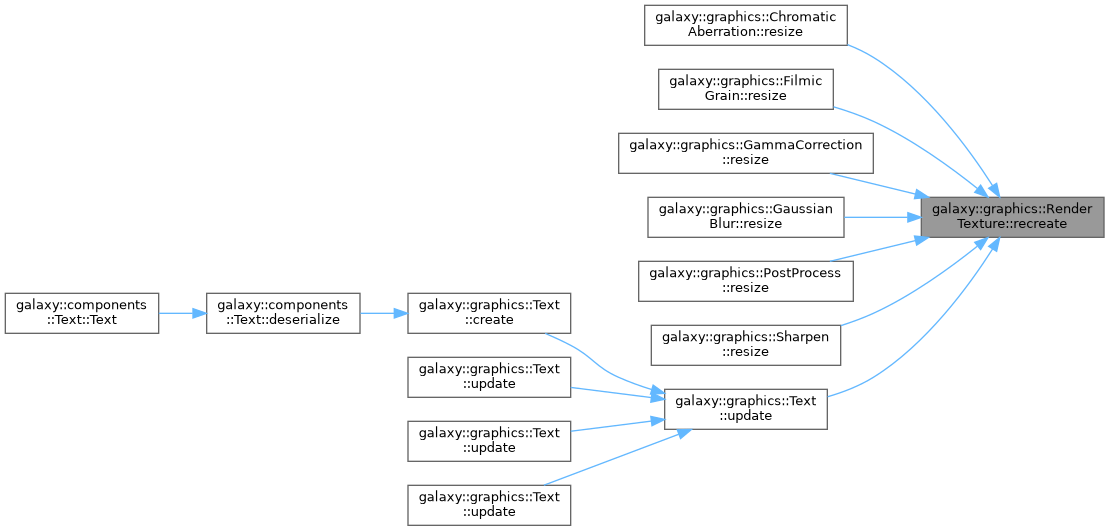 galaxy::graphics::Chromatic
Aberration::resize
galaxy::graphics::Filmic
Grain::resize
galaxy::graphics::GammaCorrection
::resize
galaxy::graphics::Gaussian
Blur::resize
galaxy::graphics::Render
Texture::recreate
galaxy::graphics::PostProcess
::resize
galaxy::graphics::Sharpen
::resize
galaxy::components
::Text::Text
galaxy::components
::Text::deserialize
galaxy::graphics::Text
::create
galaxy::graphics::Text
::update
galaxy::graphics::Text
::update
galaxy::graphics::Text
::update
galaxy::graphics::Text
::update